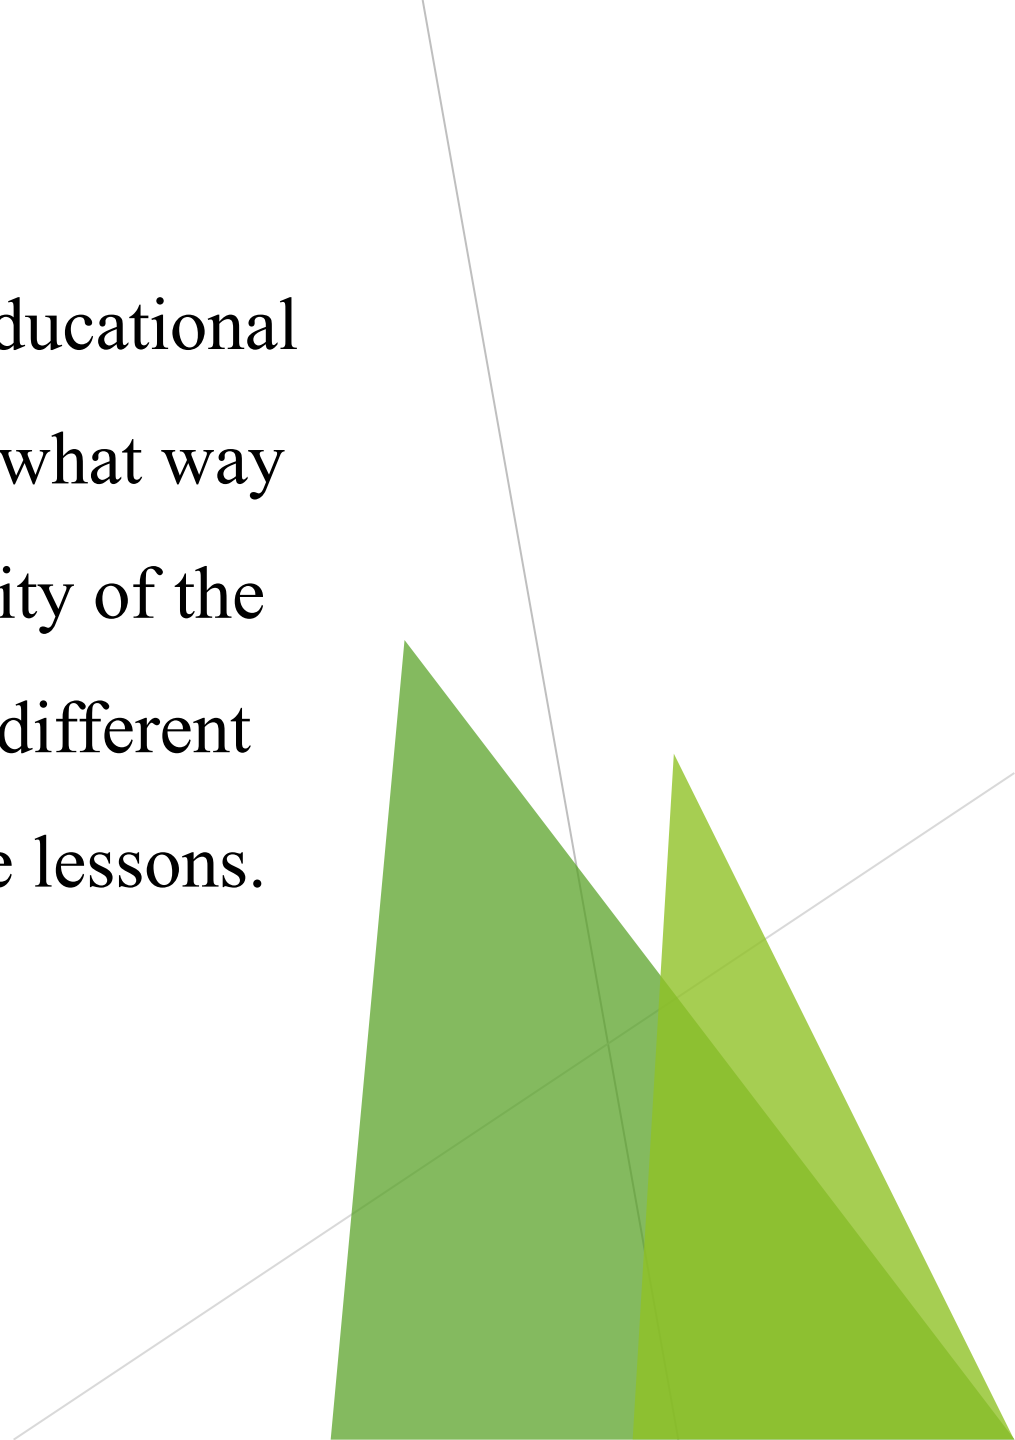 ducational
what way
ity of the
different
e lessons.